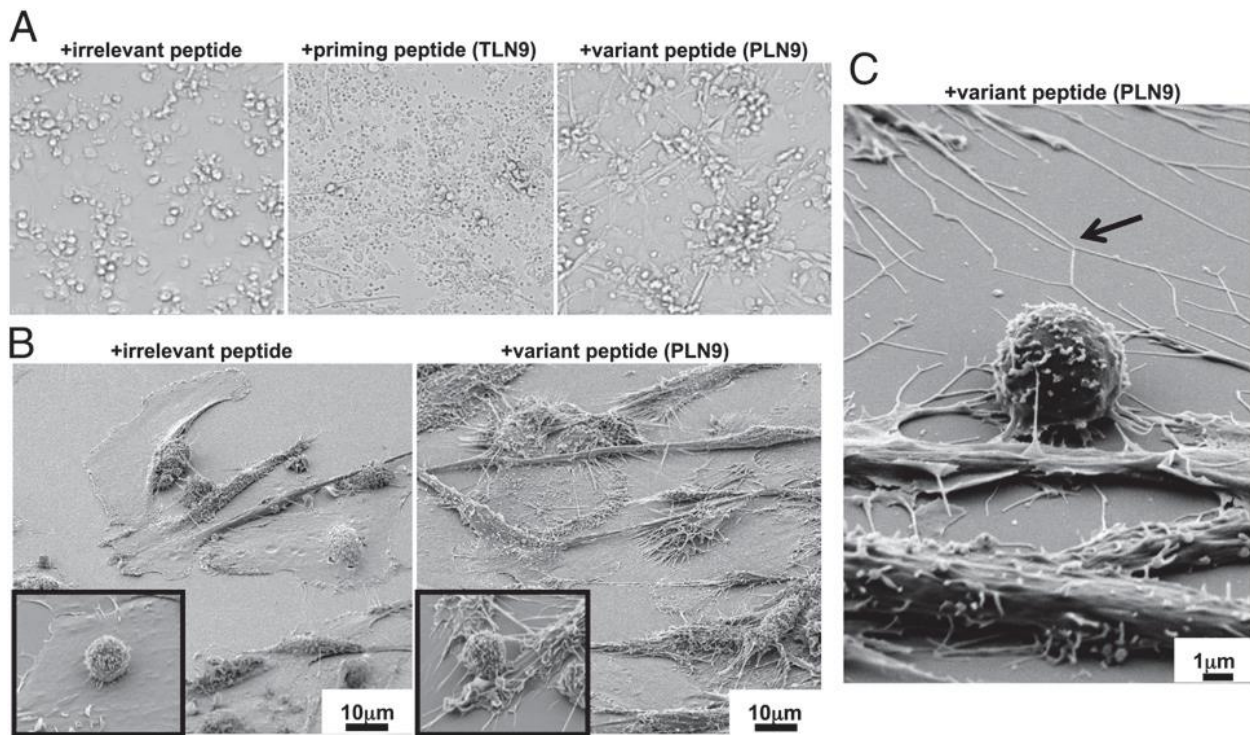 A
+irrelevant peptide
+priming peptide (TLN9)
+variant peptide (PLN9)
B
+irrelevant peptide
+variant peptide (PLN9)
10µm
10µm
C
+variant peptide (PLN9)
1µm